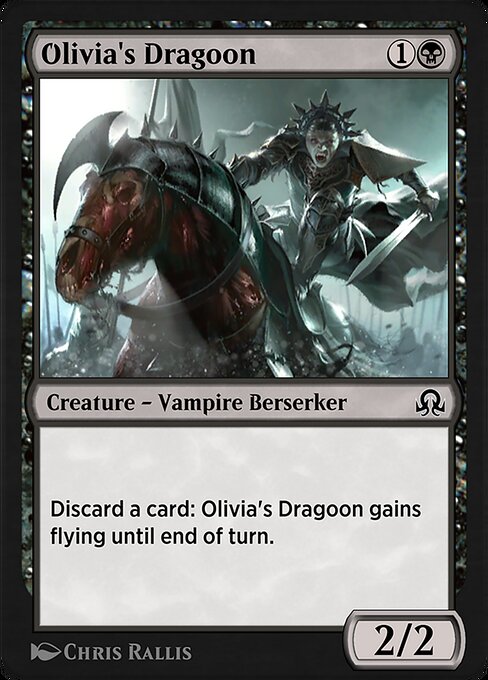 Olivia's Dragoon 1
Creature – Vampire Berserker
Discard a card: Olivia's Dragoon gains
flying until end of turn.
2/2
Chris Rallis